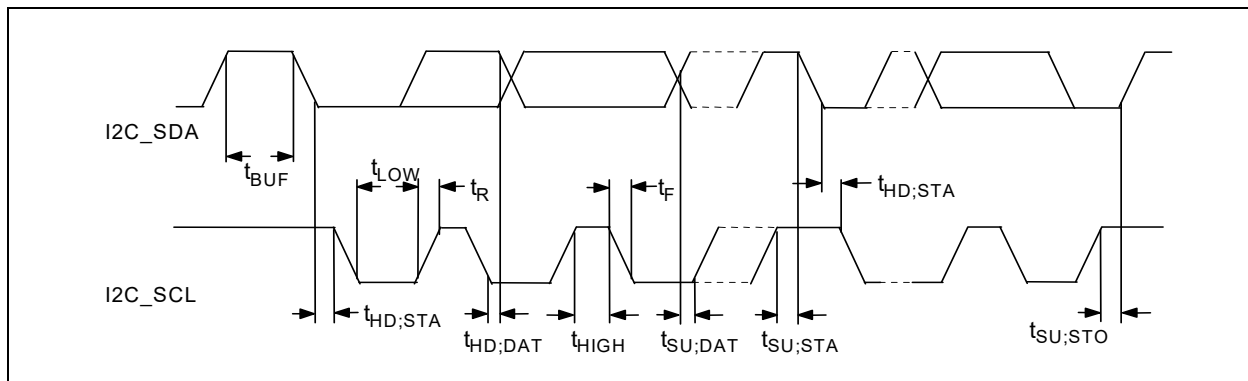 I2C_SDA
tBUF
tLOW
tR
tF
tHD;STA
I2C_SCL
tHD;STA
tHD;DAT
tHIGH
tSU;DAT
tSU;STA
tSU;STO